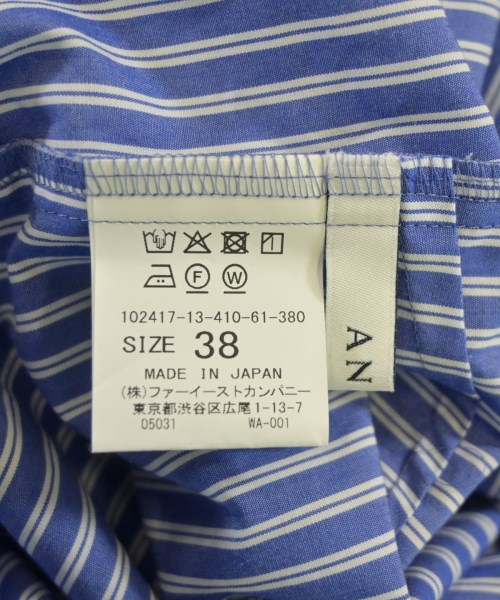 F W
102417-13-410-61-380
SIZE 38
MADE IN JAPAN
(株)ファーイーストカンパニー
東京都渋谷区広尾1-13-7
05031 WA-001
AN